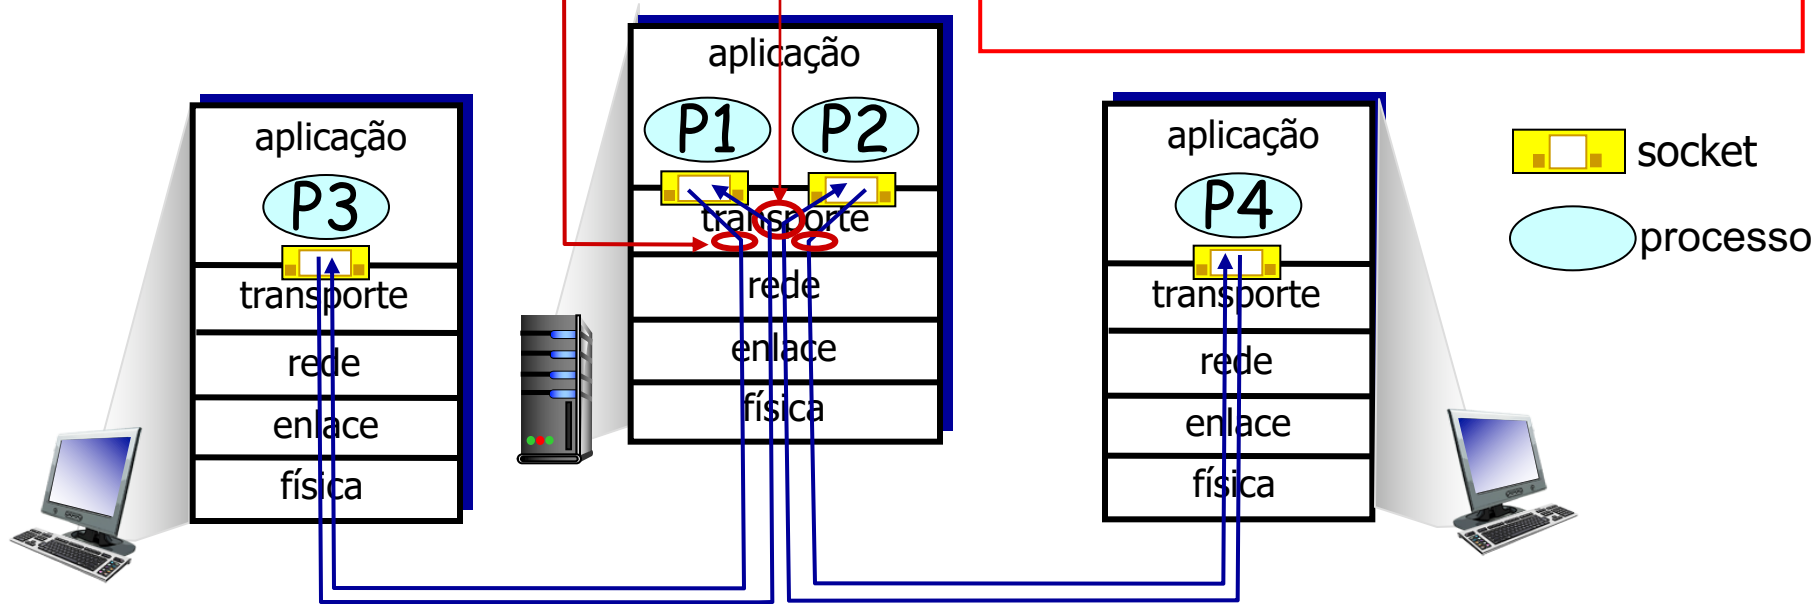 aplicação
P3
transporte
rede
enlace
física
aplicação
P1 P2
transporte
rede
enlace
física
aplicação
P4
transporte
rede
enlace
física
socket
processo